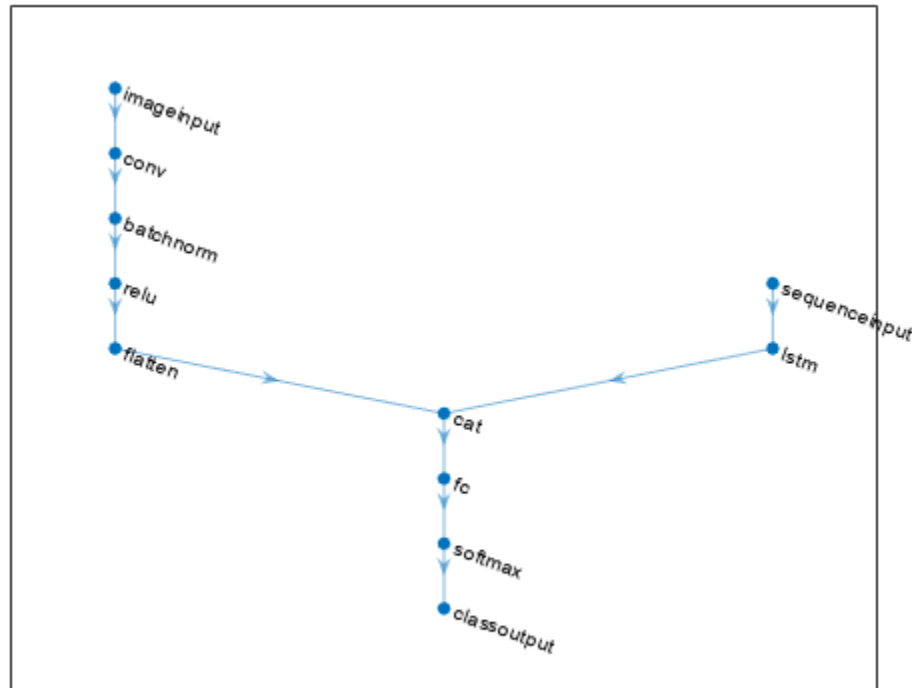 imageinput
conv
batchnorm
relu
flatten
sequenceinput
lstm
cat
fc
softmax
classoutput